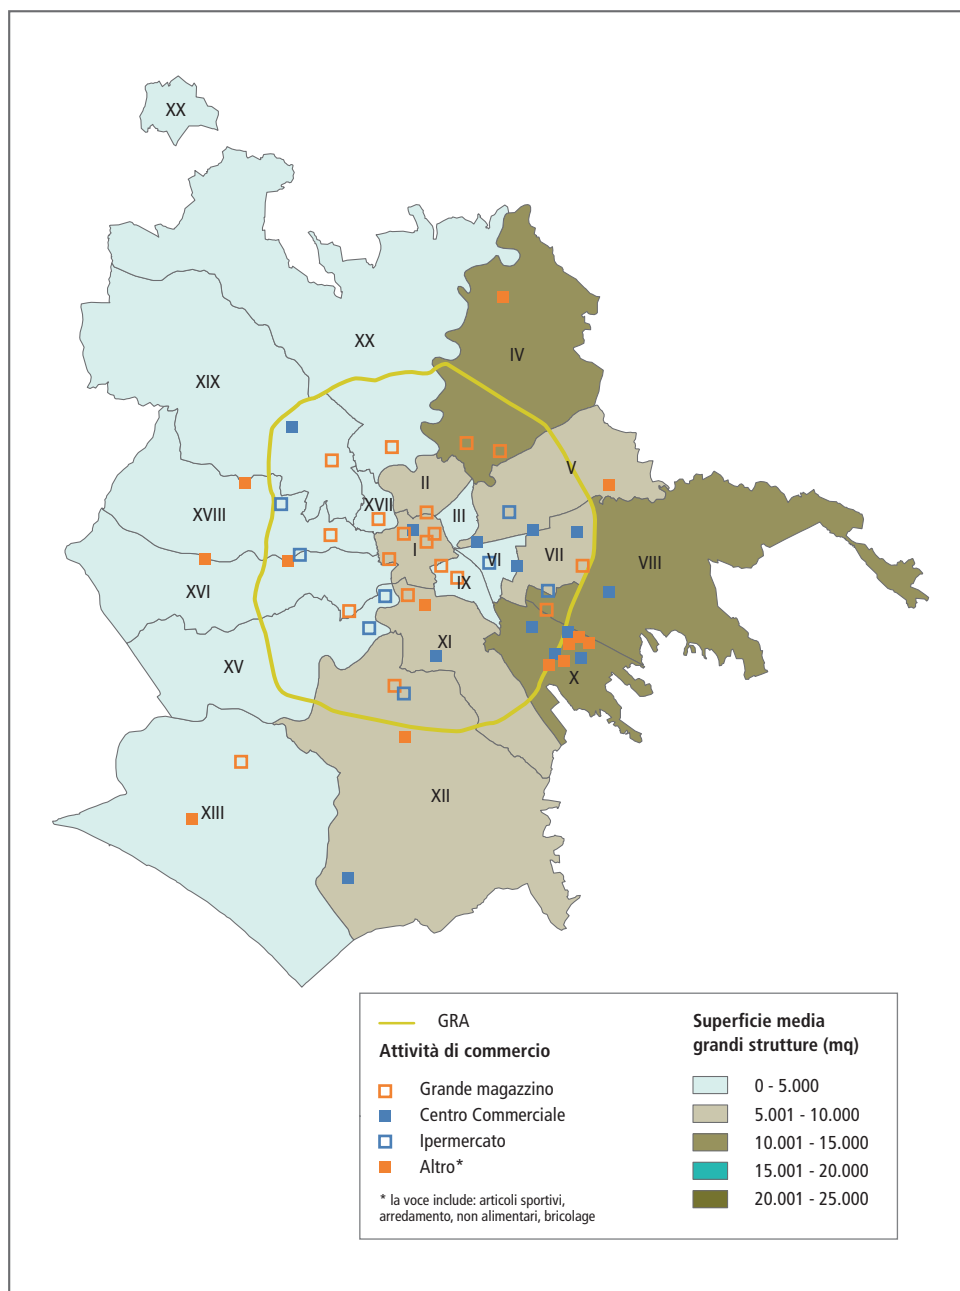 XX
XX
IV
XIX
V
II
XVII
III
XVIII
I
VI
VII
VIII
IX
XVI
XI
XV
X
XII
XIII
GRA
Attività di commercio
Grande magazzino
Centro Commerciale
Ipermercato
Altro*
* la voce include: articoli sportivi,
arredamento, non alimentari, bricolage
Superficie media
grandi strutture (mq)
0 - 5.000
5.001 - 10.000
10.001 - 15.000
15.001 - 20.000
20.001 - 25.000